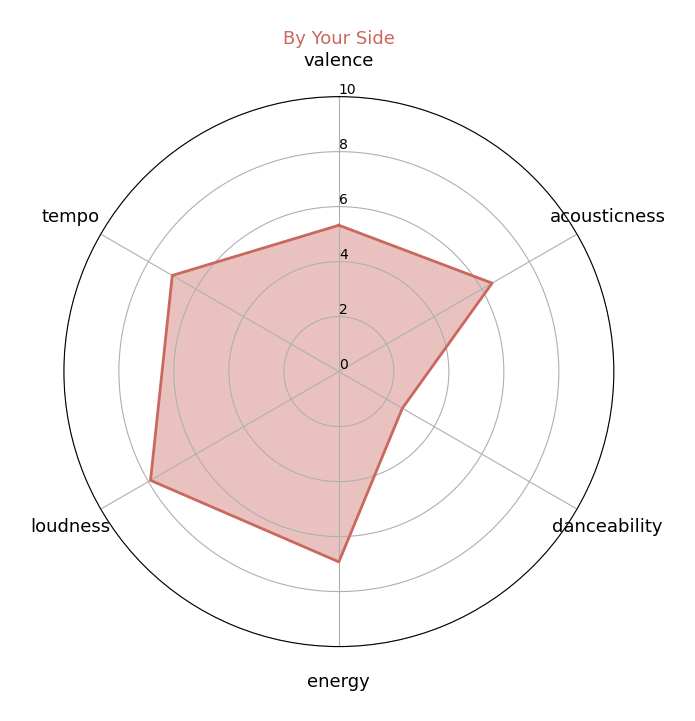 By Your Side
valence
10
8
6
4
2
0
tempo
acousticness
loudness
danceability
energy